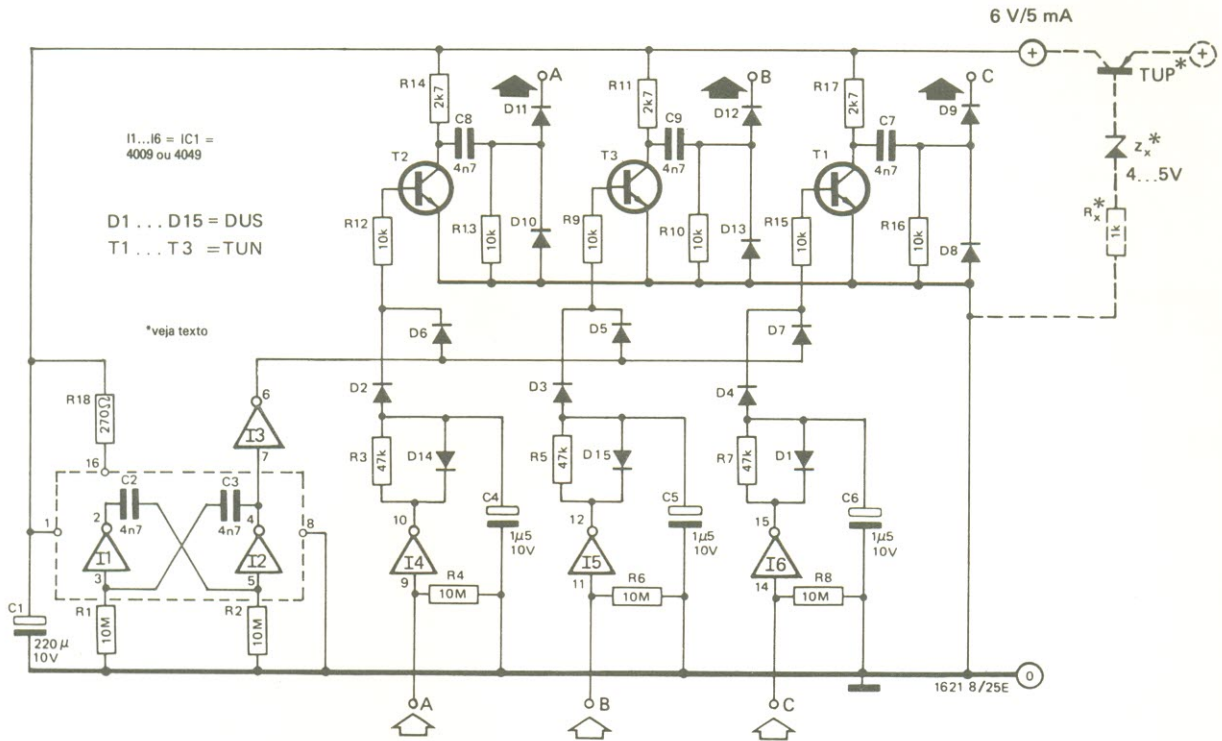 6 V/5 mA
+
+
TUP*
R14
2k7
A
D11
R11
2k7
B
D12
R17
2k7
C
D9
I1...I6 = IC1 =
4009 ou 4049
C8
4n7
C9
4n7
C7
4n7
zx*
4...5V
T2
T3
T1
D1...D15 = DUS
T1...T3 = TUN
R12
10k
R13
10k
D10
R9
10k
R10
10k
D13
R15
10k
R16
10k
D8
Rx*
1k
*veja texto
D6
D5
D7
R18
270Ω
6
I3
7
D2
D3
D4
R3
47k
D14
R5
47k
D15
R7
47k
D1
16
C2
4n7
C3
4n7
1
2
4
8
I1
I2
3
5
10
I4
9
C4
1µ5
10V
12
I5
11
C5
1µ5
10V
15
I6
14
C6
1µ5
10V
R4
10M
R6
10M
R8
10M
C1
220µ
10V
R1
10M
R2
10M
0
1621 8/25E
A
B
C